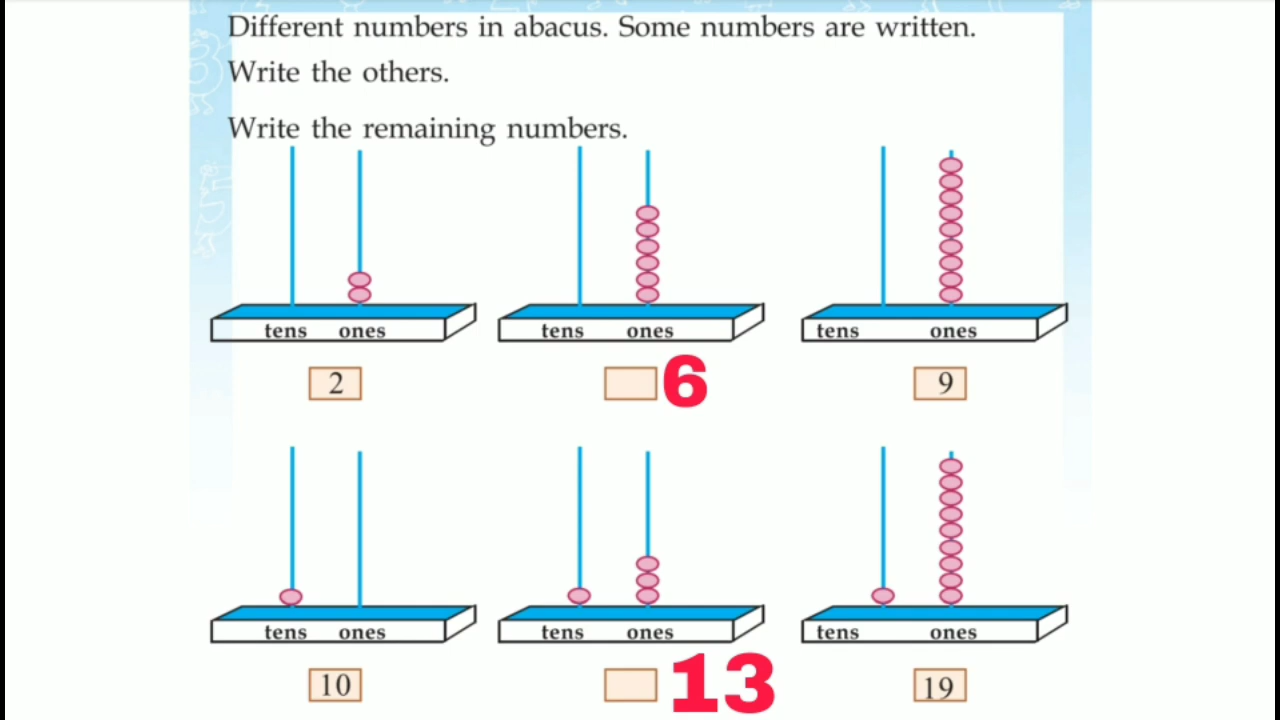 Different numbers in abacus. Some numbers are written.
Write the others.
Write the remaining numbers.
tens ones
tens ones
tens ones
2
6
9
tens ones
tens ones
tens ones
10
13
19